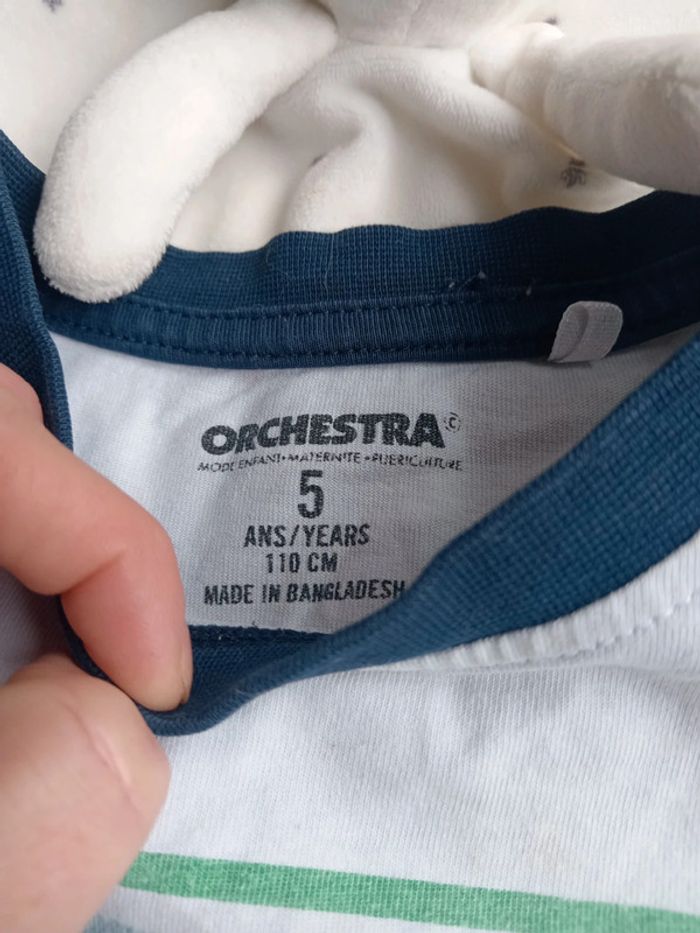 ORCHESTRA©
MODE ENFANT•MATERNITE•PUERICULTURE
5
ANS/YEARS
110 CM
MADE IN BANGLADESH